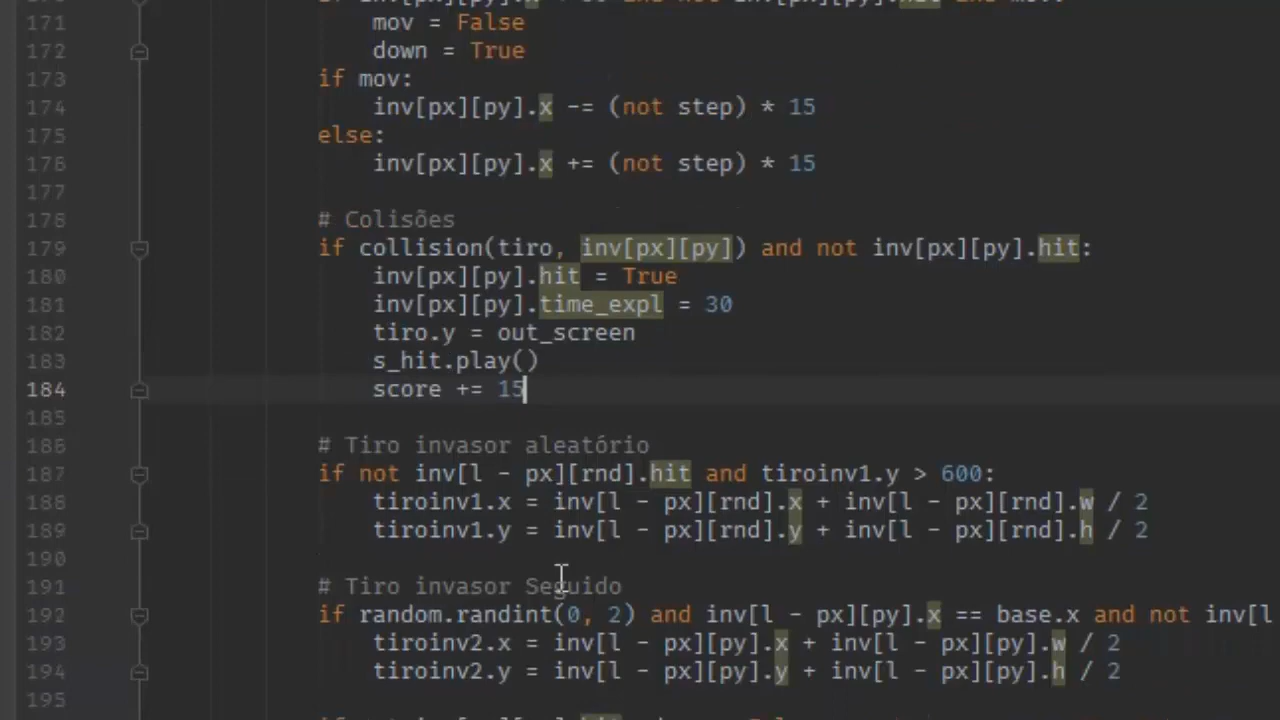 171 mov = False
172 down = True
173 if mov:
174 inv[px][py].x -= (not step) * 15
175 else:
176 inv[px][py].x += (not step) * 15
177
178 # Colisões
179 if collision(tiro, inv[px][py]) and not inv[px][py].hit:
180 inv[px][py].hit = True
181 inv[px][py].time_expl = 30
182 tiro.y = out_screen
183 s_hit.play()
184 score += 15
185
186 # Tiro invasor aleatório
187 if not inv[l - px][rnd].hit and tiroinv1.y > 600:
188 tiroinv1.x = inv[l - px][rnd].x + inv[l - px][rnd].w / 2
189 tiroinv1.y = inv[l - px][rnd].y + inv[l - px][rnd].h / 2
190
191 # Tiro invasor Seguido
192 if random.randint(0, 2) and inv[l - px][py].x == base.x and not inv[l
193 tiroinv2.x = inv[l - px][py].x + inv[l - px][py].w / 2
194 tiroinv2.y = inv[l - px][py].y + inv[l - px][py].h / 2
195